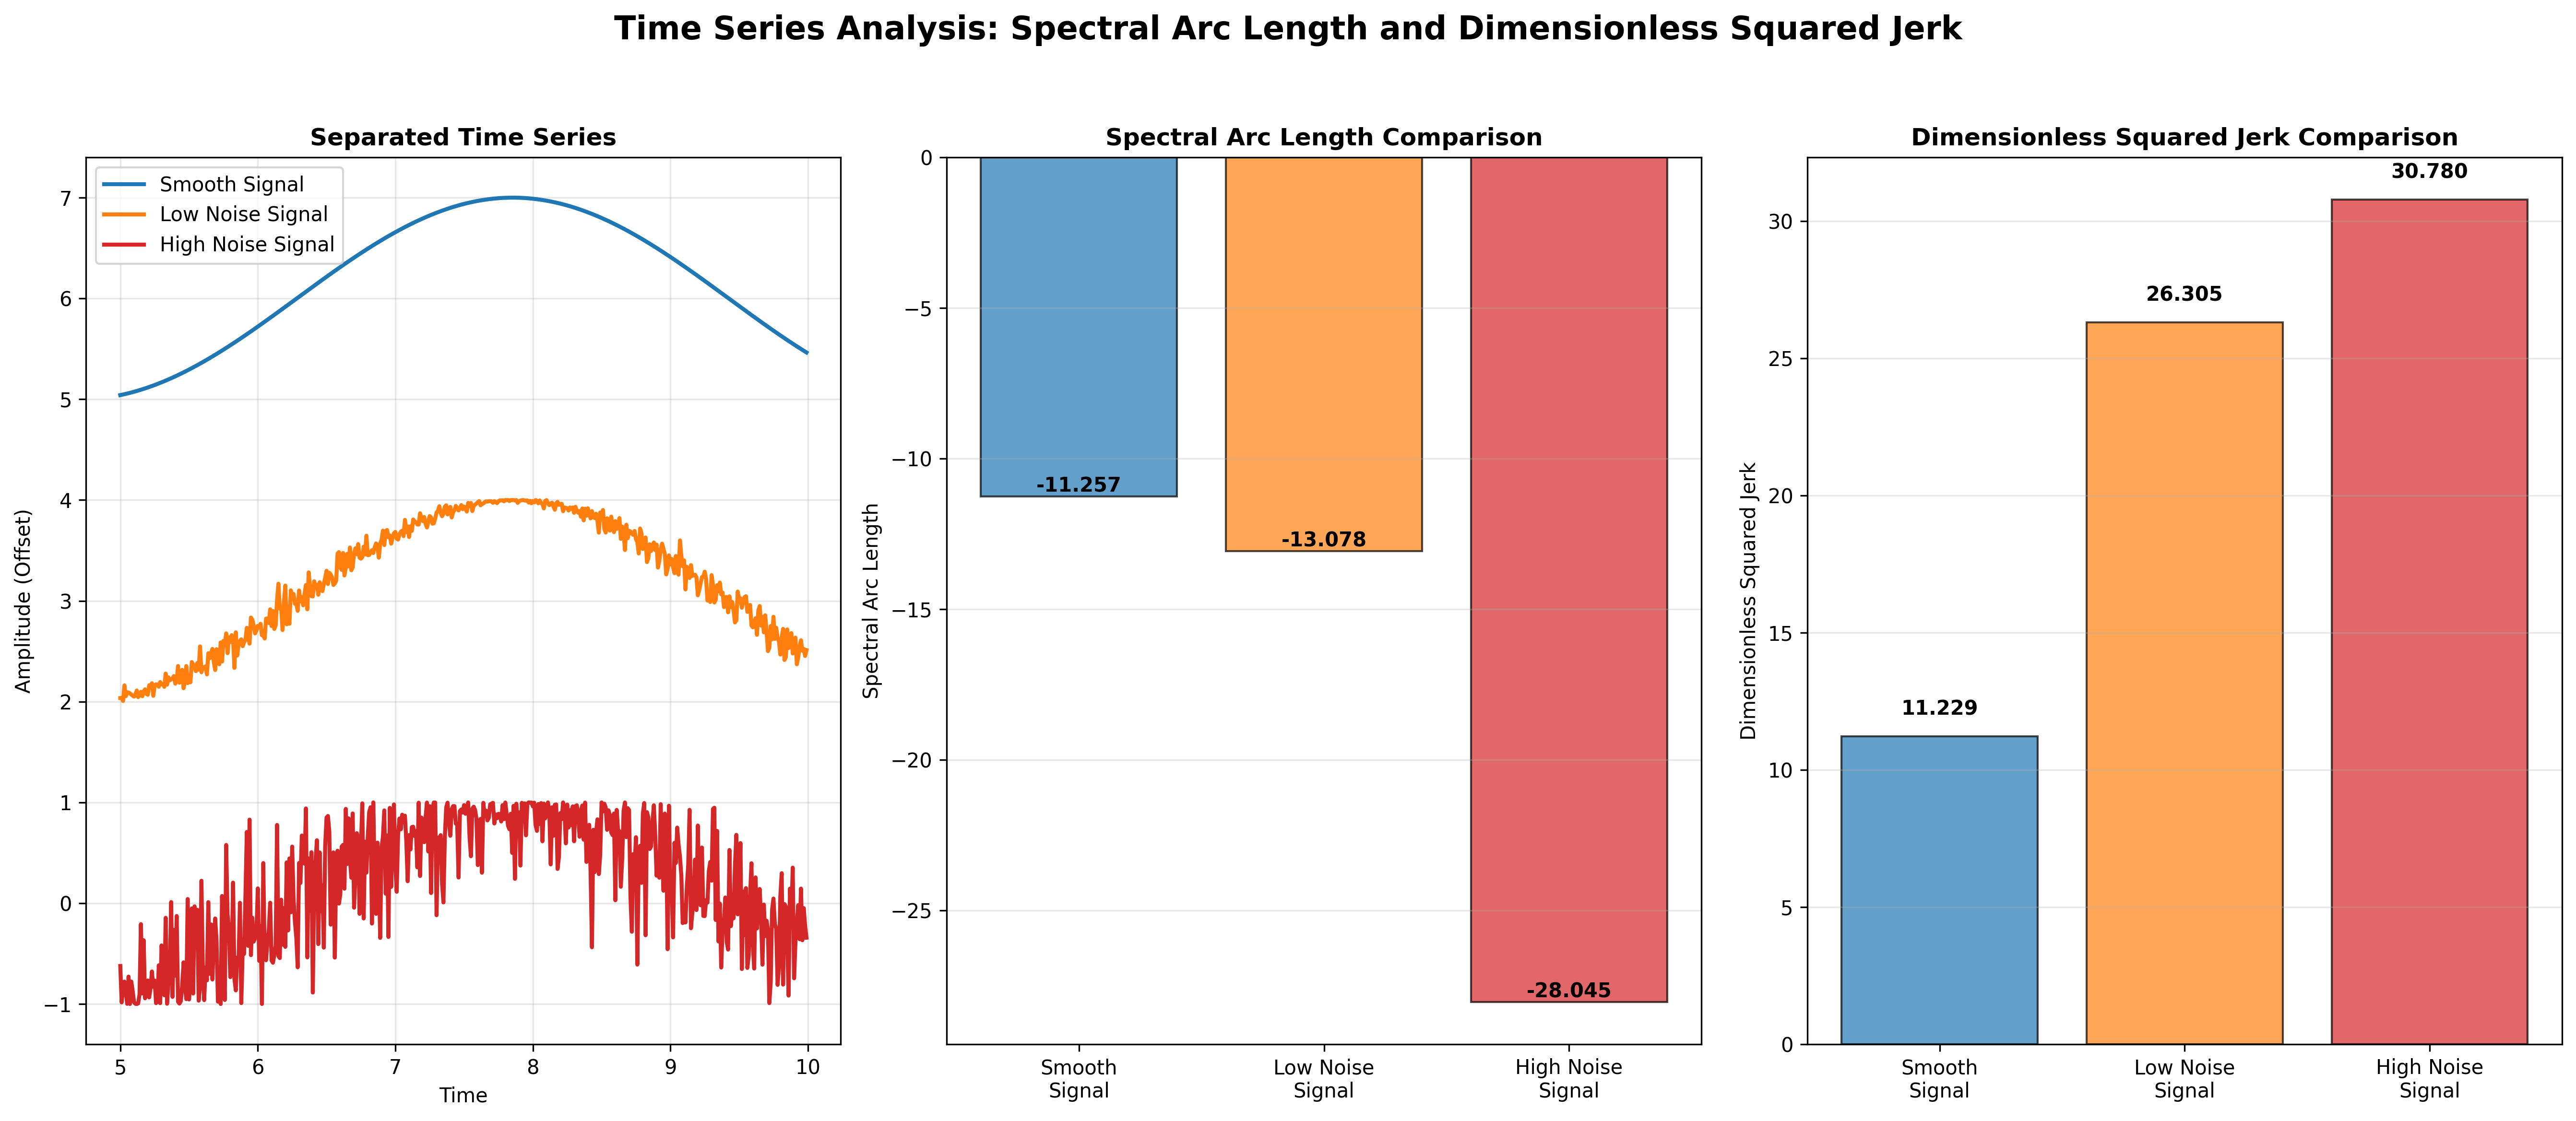 Time Series Analysis: Spectral Arc Length and Dimensionless Squared Jerk
Separated Time Series
Smooth Signal
Low Noise Signal
High Noise Signal
7
6
5
4
3
2
1
0
−1
Amplitude (Offset)
5 6 7 8 9 10
Time
Spectral Arc Length Comparison
0
−5
−10
−15
−20
−25
Spectral Arc Length
-11.257
-13.078
-28.045
Smooth
Signal
Low Noise
Signal
High Noise
Signal
Dimensionless Squared Jerk Comparison
30
25
20
15
10
5
0
Dimensionless Squared Jerk
11.229
26.305
30.780
Smooth
Signal
Low Noise
Signal
High Noise
Signal